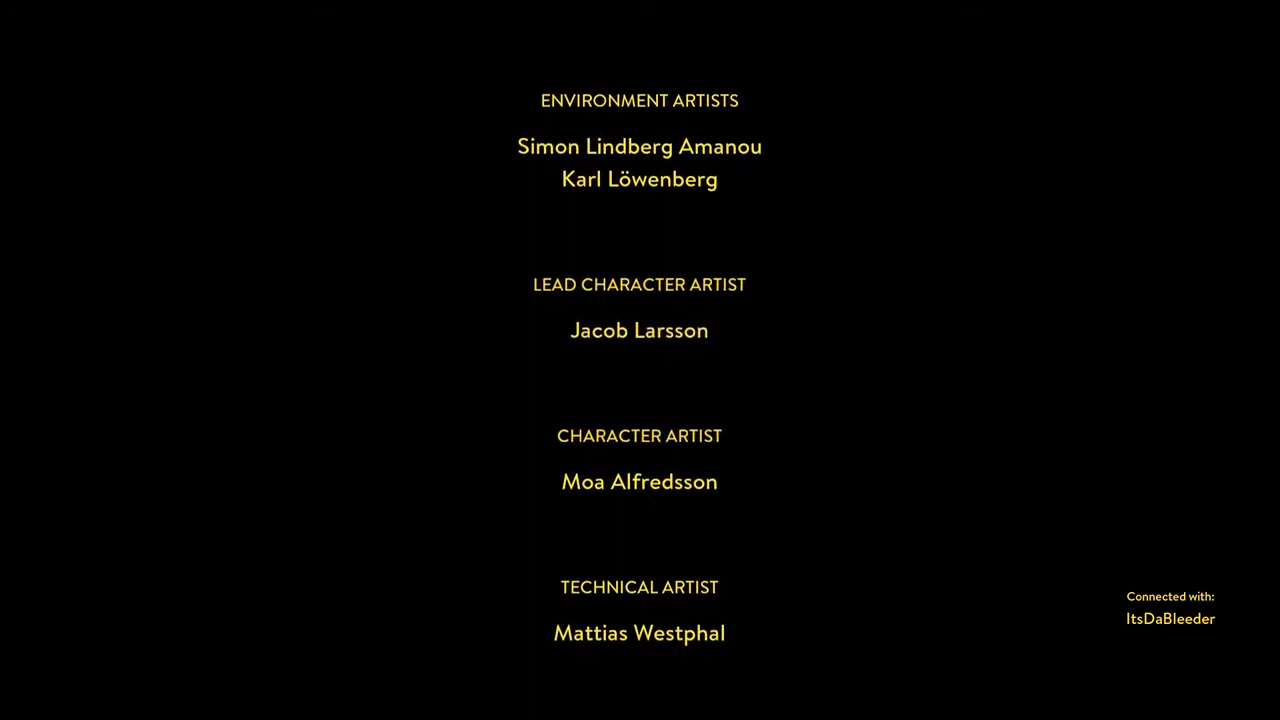 ENVIRONMENT ARTISTS
Simon Lindberg Amanou
Karl Löwenberg
LEAD CHARACTER ARTIST
Jacob Larsson
CHARACTER ARTIST
Moa Alfredsson
TECHNICAL ARTIST
Mattias Westphal
Connected with:
ItsDaBleeder